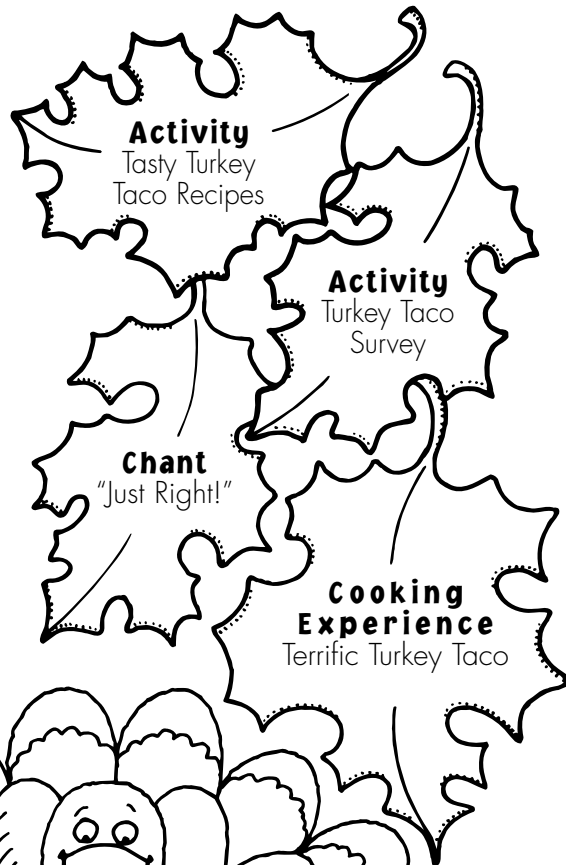 Activity
Tasty Turkey
Taco Recipes
Activity
Turkey Taco
Survey
Chant
“Just Right!”
Cooking
Experience
Terrific Turkey Taco